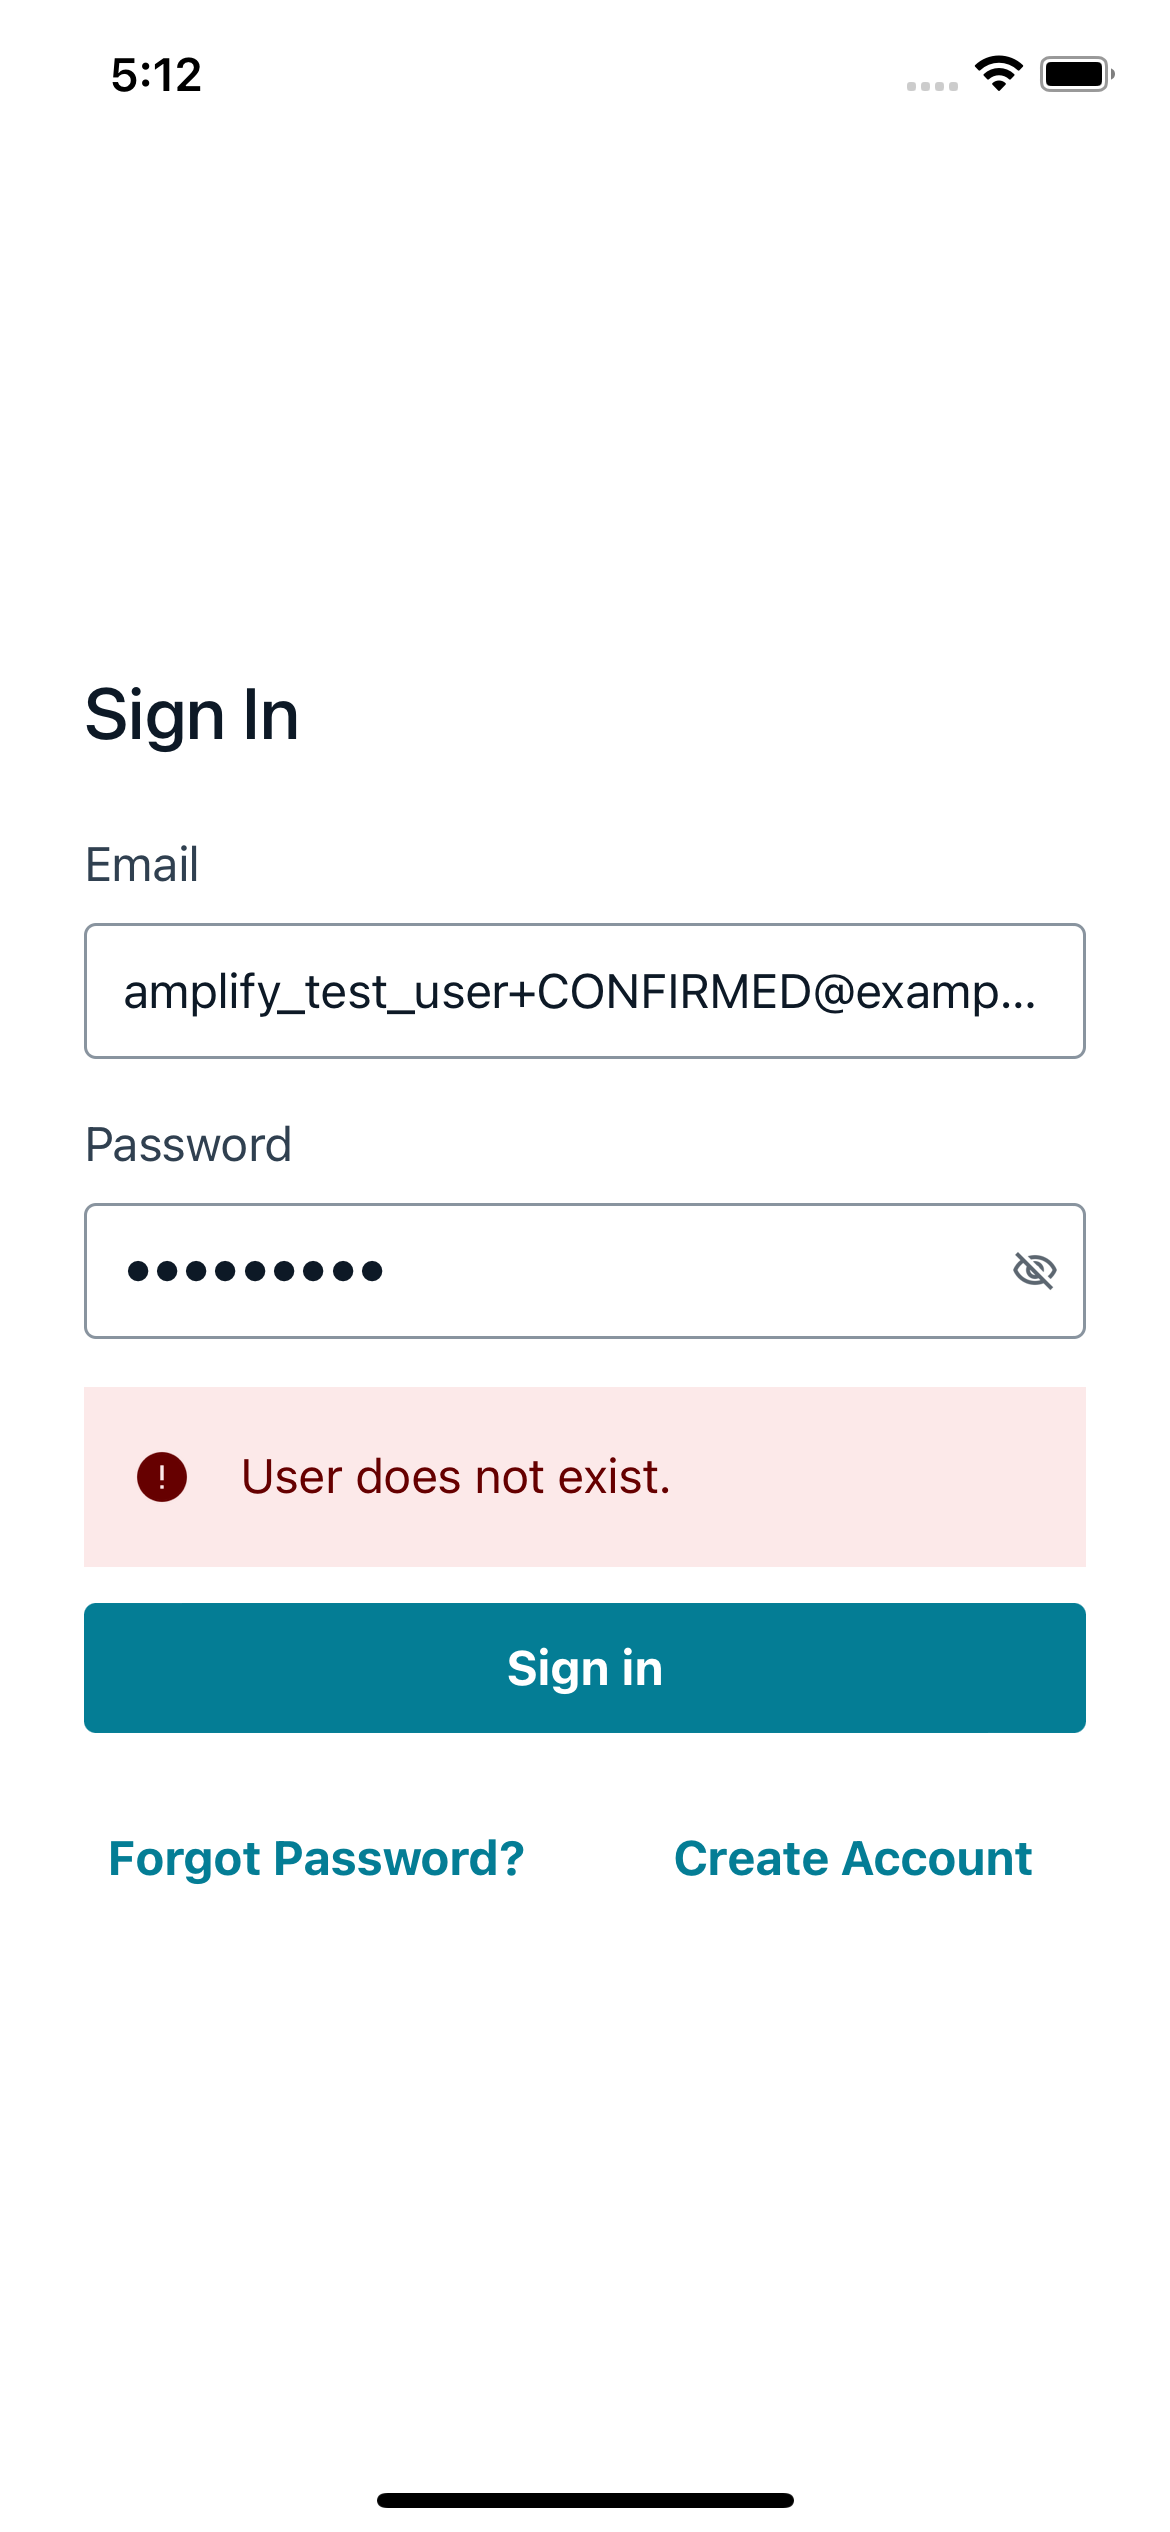 5:12
Sign In
Email
amplify_test_user+CONFIRMED@examp...
Password
User does not exist.
Sign in
Forgot Password? Create Account